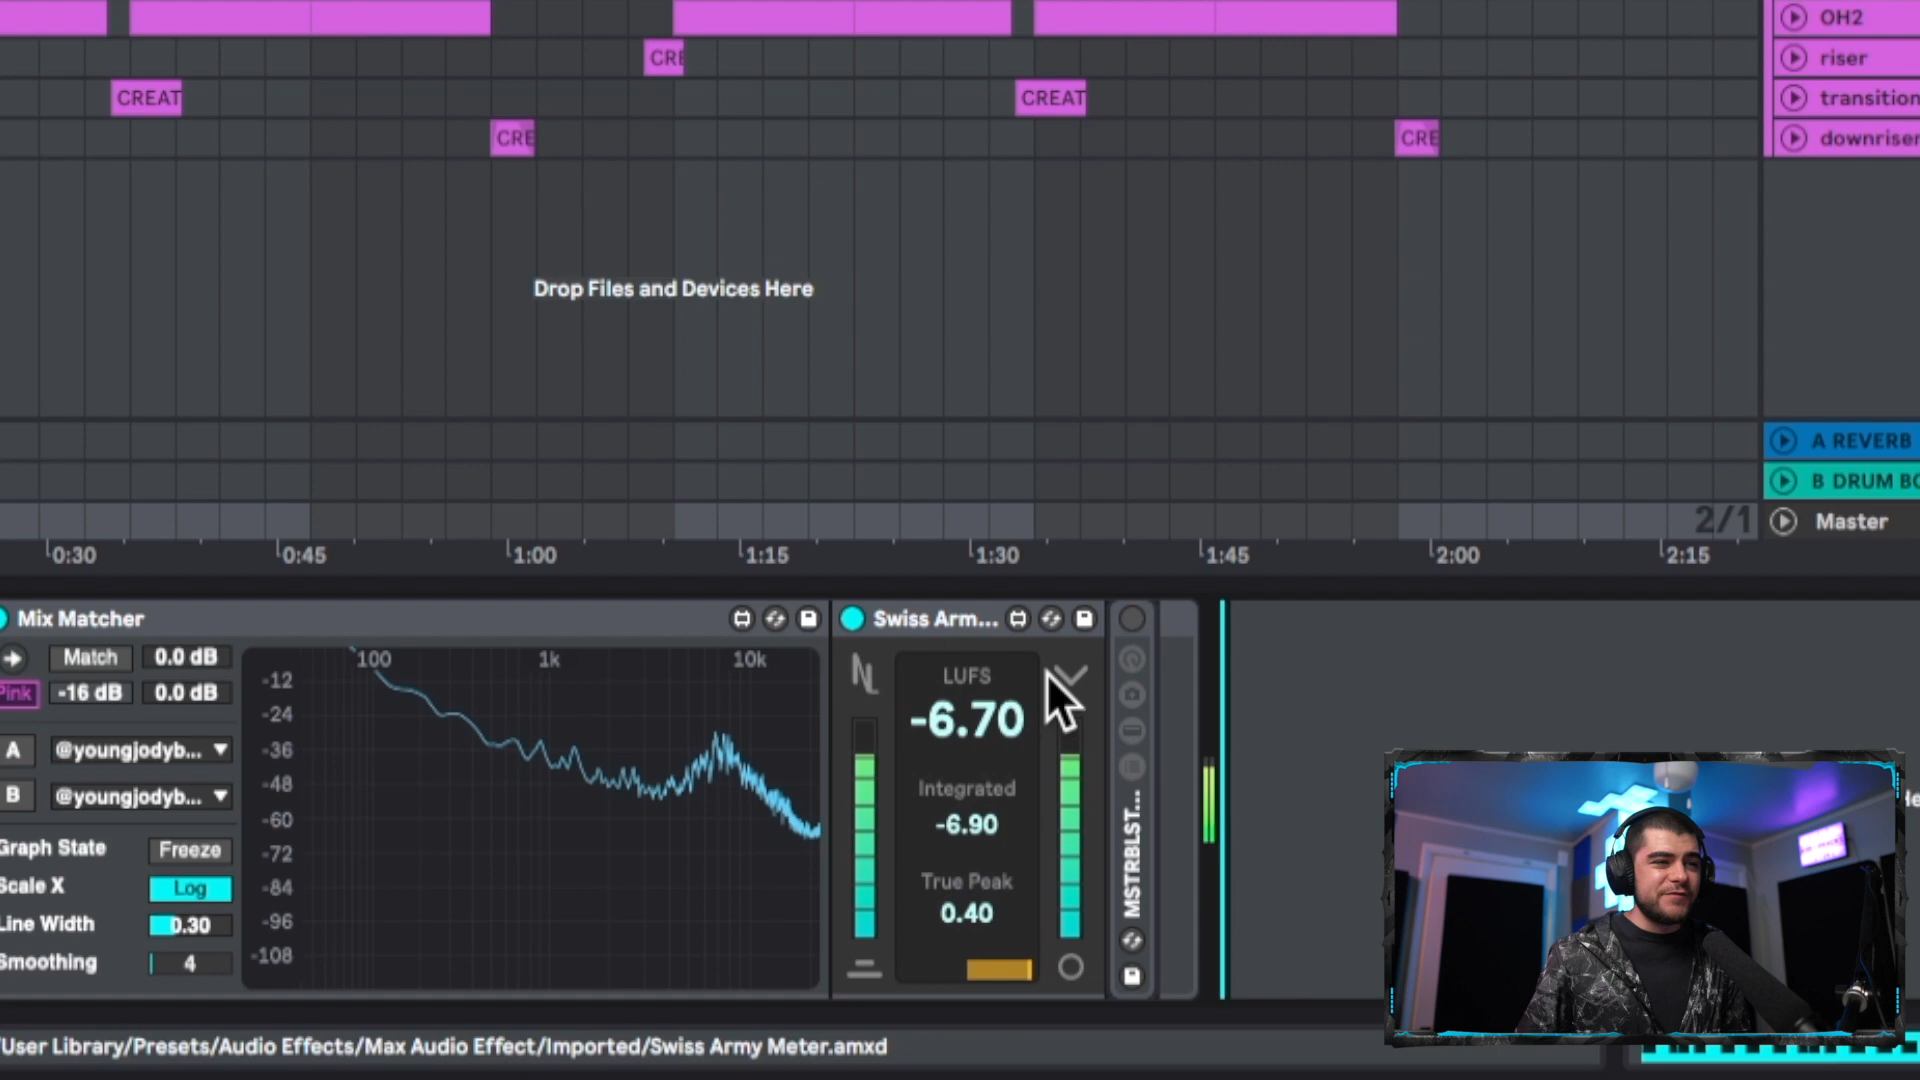 OH2
CRE
riser
CREAT
CREAT
transition
CRE
CRE
downriser
Drop Files and Devices Here
A REVERB
B DRUM BO
2/1
Master
0:30
0:45
1:00
1:15
1:30
1:45
2:00
2:15
Mix Matcher
Match
0.0 dB
Pink
-16 dB
0.0 dB
A
@youngjodyb...
B
@youngjodyb...
Graph State
Freeze
Scale X
Log
Line Width
0.30
Smoothing
4
100
1k
10k
-12
-24
-36
-48
-60
-72
-84
-96
-108
Swiss Arm...
LUFS
-6.70
Integrated
-6.90
True Peak
0.40
MSTRBLST...
User Library/Presets/Audio Effects/Max Audio Effect/Imported/Swiss Army Meter.amxd